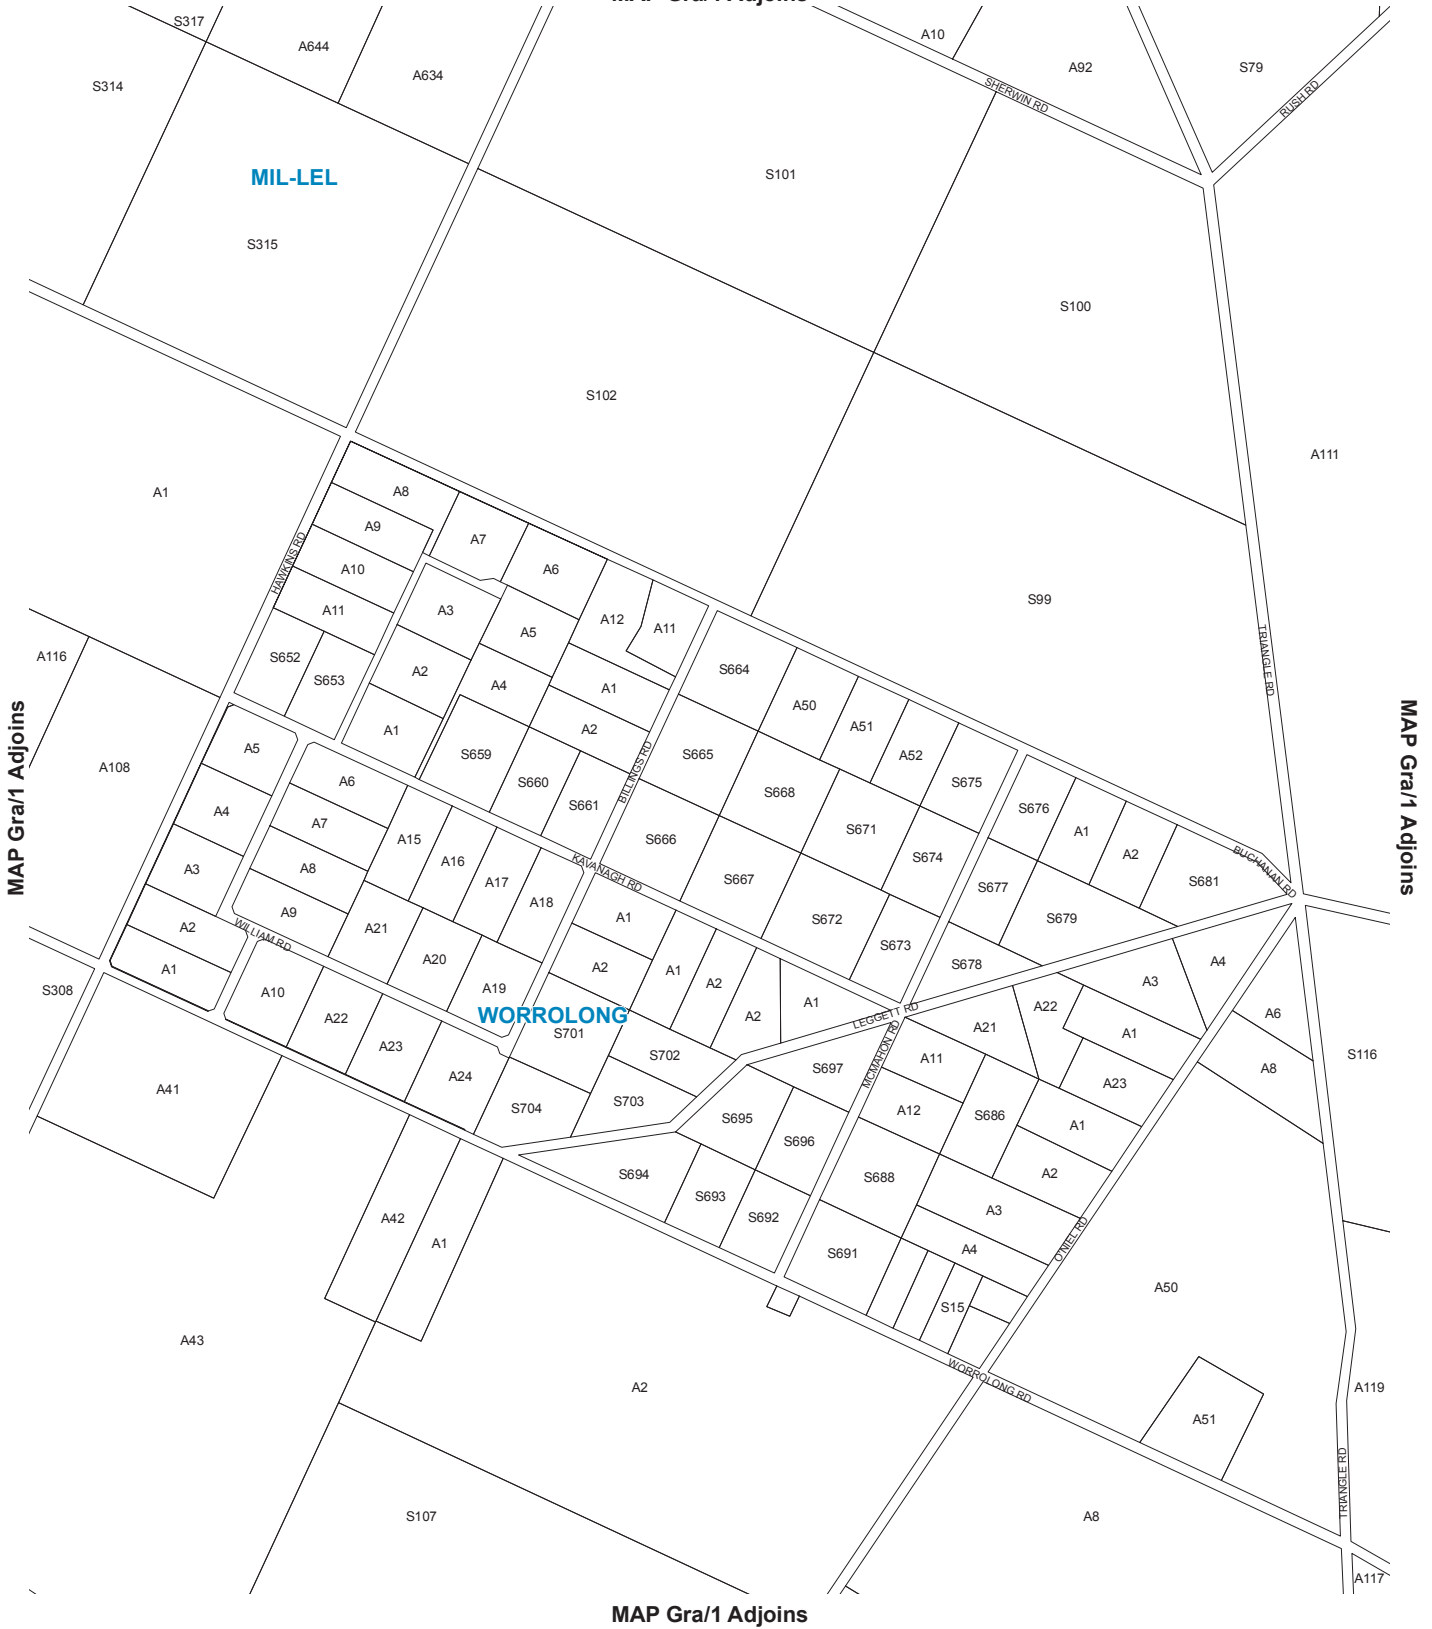 MAP Gra/1 Adjoins
S317
A644
A634
S314
A10
A92
S79
SHERWIN RD
RUSH RD
MIL-LEL
S101
S315
S100
S102
A111
A1
A8
A9
A7
A10
A6
HAWKINS RD
A11
A3
A12
A11
A5
S99
S652
S653
A2
A4
A1
S664
TRIANGLE RD
A116
A50
A51
A52
A1
A2
A5
S659
S665
S675
MAP Gra/1 Adjoins
MAP Gra/1 Adjoins
A108
A6
S660
S661
BILLINGS RD
S668
S676
A4
A7
A15
A16
S666
S671
A1
A2
S674
BUCHANAN RD
A3
A8
A17
A18
KAVANAGH RD
S667
S677
S681
A9
A2
WILLIAM RD
A21
A1
S672
S679
A1
A20
A2
A1
A2
S673
S678
A4
S308
A10
A22
A19
WORROLONG
S701
A2
A1
LEGGETT RD
A3
A22
A21
A6
A23
S702
S697
MCMAHON RD
A11
A1
A8
S116
A41
A24
S704
S703
S695
S696
A12
S686
A23
A1
S694
S693
S692
S688
A2
A42
A1
S691
A3
A4
O'NIEL RD
S15
A50
A43
A2
WORROLONG RD
A51
A119
TRIANGLE RD
S107
A8
A117
MAP Gra/1 Adjoins